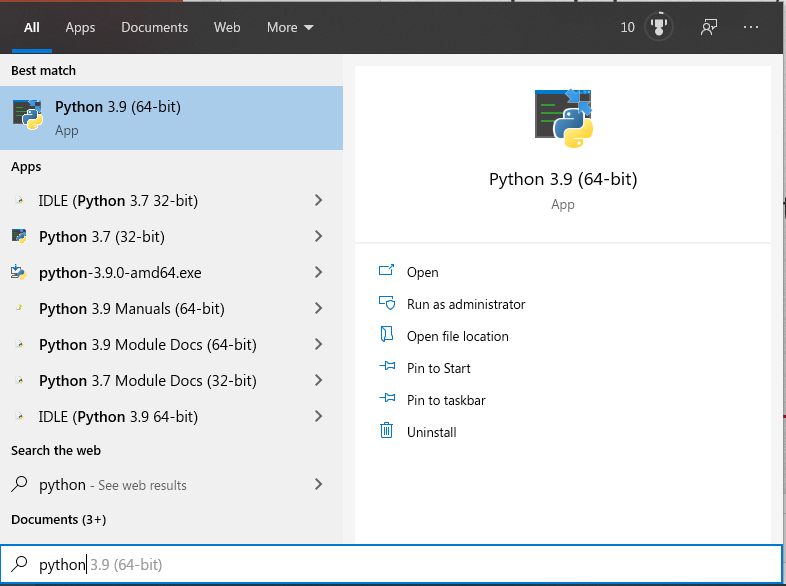 All Apps Documents Web More 10 ...
Best match
Python 3.9 (64-bit)
App
Apps
IDLE (Python 3.7 32-bit)
Python 3.7 (32-bit)
python-3.9.0-amd64.exe
Python 3.9 Manuals (64-bit)
Python 3.9 Module Docs (64-bit)
Python 3.7 Module Docs (32-bit)
IDLE (Python 3.9 64-bit)
Search the web
python - See web results
Documents (3+)
python 3.9 (64-bit)
Python 3.9 (64-bit)
App
Open
Run as administrator
Open file location
Pin to Start
Pin to taskbar
Uninstall